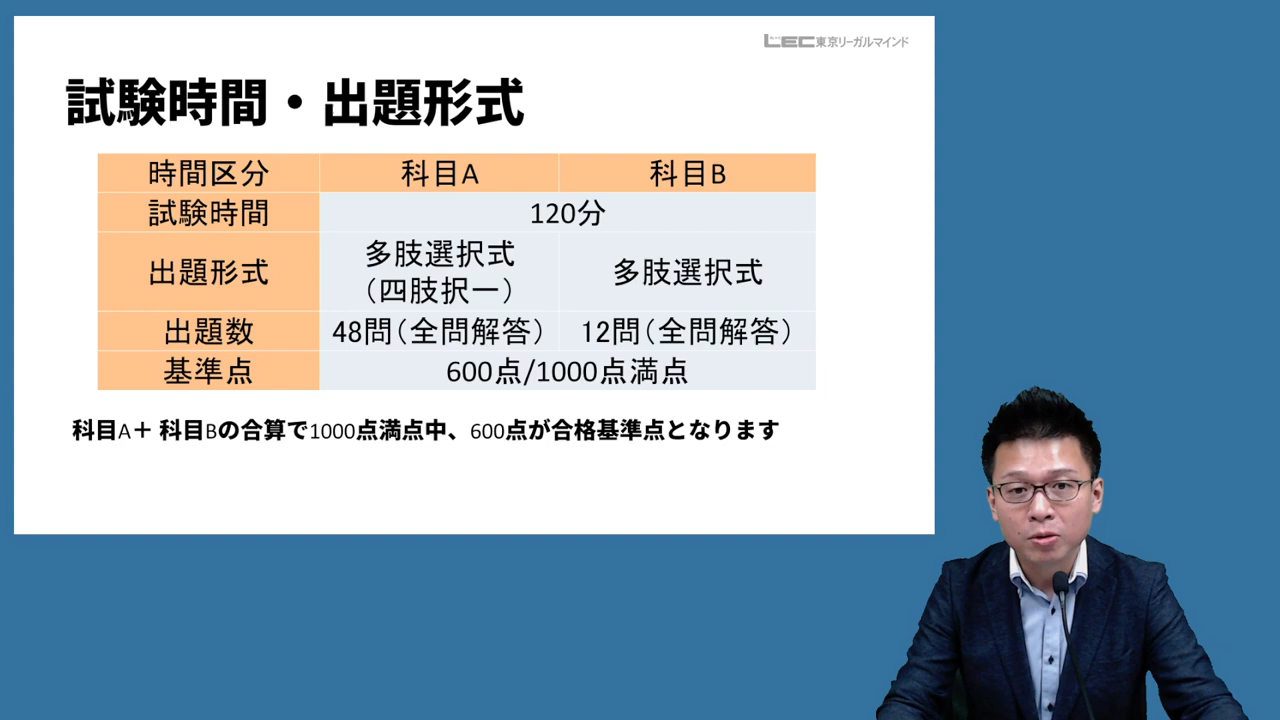 LEC東京リーガルマインド
試験時間・出題形式
時間区分 科目A 科目B
試験時間 120分
出題形式 多肢選択式（四肢択一） 多肢選択式
出題数 48問（全問解答） 12問（全問解答）
基準点 600点/1000点満点
科目A＋ 科目Bの合算で1000点満点中、600点が合格基準点となります